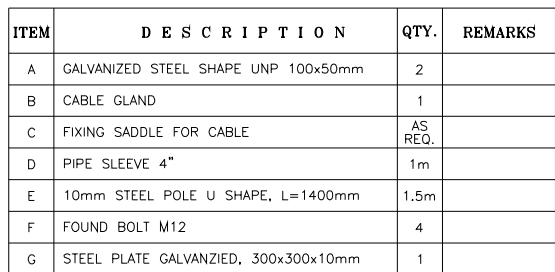 ITEM DESCRIPTION QTY. REMARKS
A GALVANIZED STEEL SHAPE UNP 100x50mm 2
B CABLE GLAND 1
C FIXING SADDLE FOR CABLE AS REQ.
D PIPE SLEEVE 4" 1m
E 10mm STEEL POLE U SHAPE, L=1400mm 1.5m
F FOUND BOLT M12 4
G STEEL PLATE GALVANZIED, 300x300x10mm 1